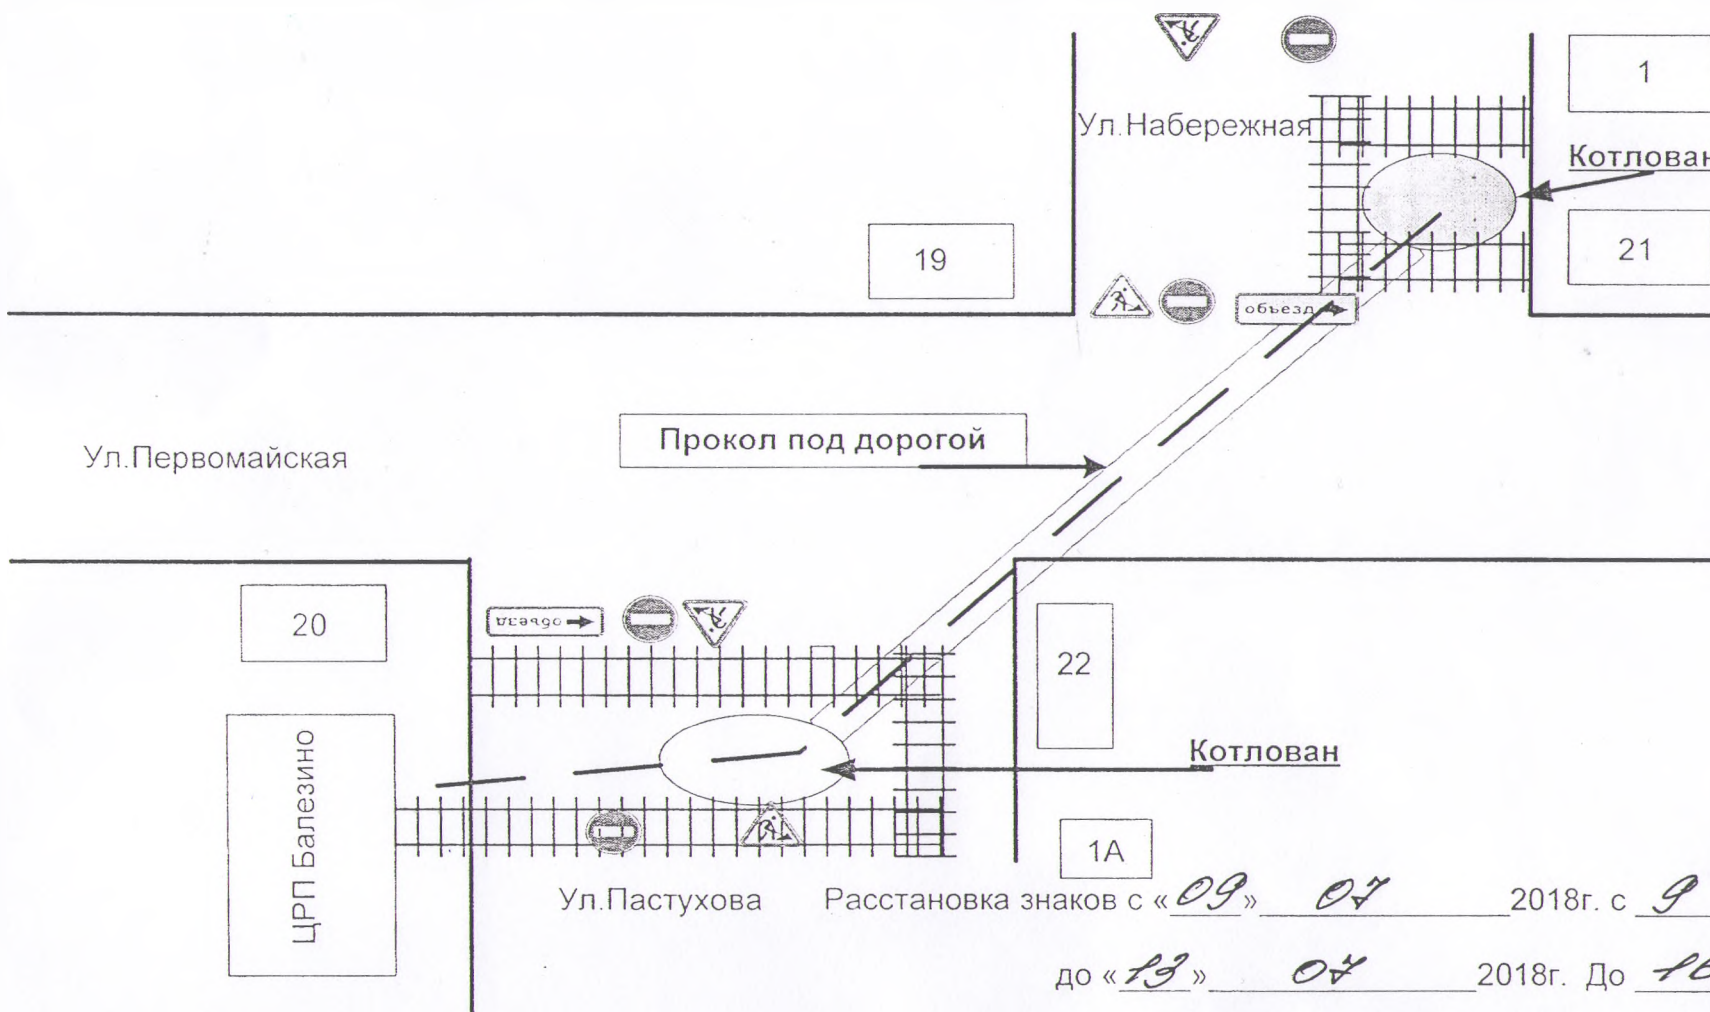 1
Ул.Набережная
Котлован
19
21
объезд
Ул.Первомайская
Прокол под дорогой
20
объезд
22
ЦРП Балезино
Котлован
1А
Ул.Пастухова
Расстановка знаков с «09» 07 2018г. с 9
до «13» 07 2018г. До